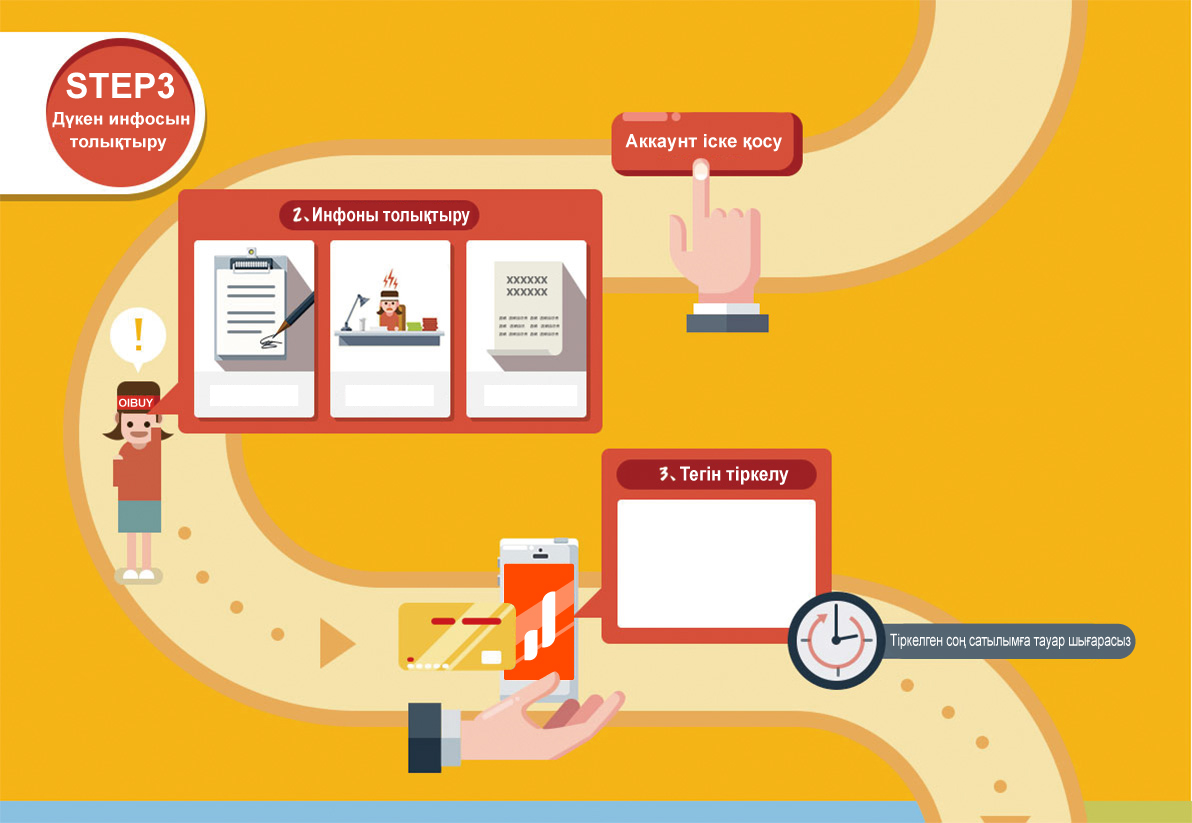 STEP3
Дүкен инфосын
толықтыру
Аккаунт іске қосу
2、Инфоны толықтыру
XXXXXX
XXXXXX
OIBUY
3、Тегін тіркелу
Тіркелген соң сатылымға тауар шығарасыз